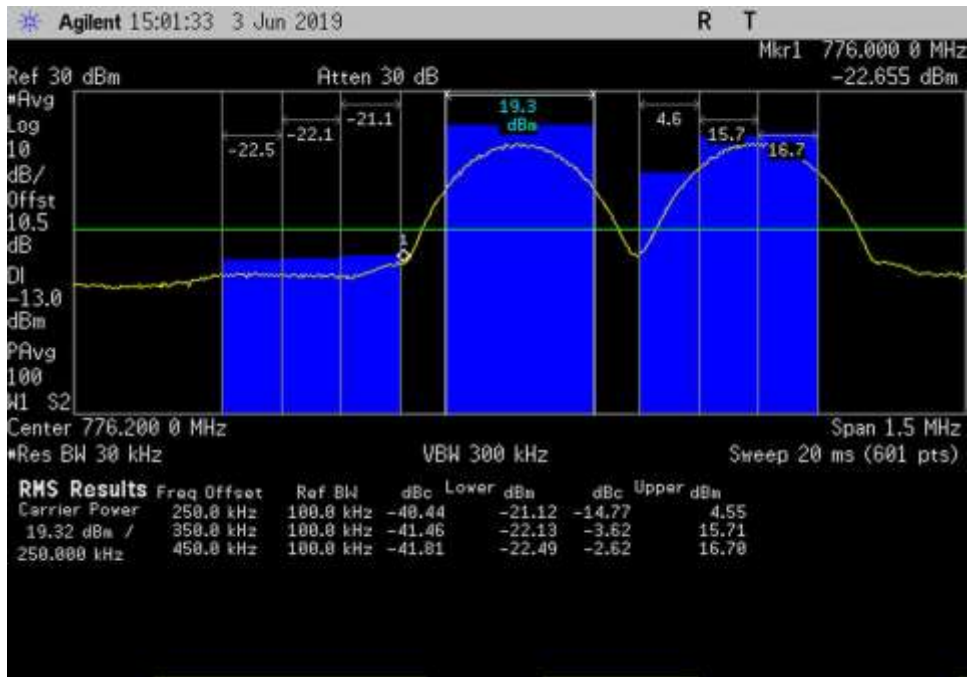 Agilent 15:01:33 3 Jun 2019 R T
Mkr1 776.000 0 MHz
Ref 30 dBm Atten 30 dB -22.655 dBm
#Avg
Log
10
dB/
Offst
10.5
dB
DI
-13.0
dBm
PAvg
100
W1 S2
-22.5
-22.1
-21.1
19.3
dBm
4.6
15.7
16.7
1
Center 776.200 0 MHz Span 1.5 MHz
#Res BW 30 kHz VBW 300 kHz Sweep 20 ms (601 pts)
RMS Results Freq Offset Ref BW dBc Lower dBm dBc Upper dBm
Carrier Power 250.0 kHz 100.0 kHz -40.44 -21.12 -14.77 4.55
19.32 dBm / 350.0 kHz 100.0 kHz -41.46 -22.13 -3.62 15.71
250.000 kHz 450.0 kHz 100.0 kHz -41.81 -22.49 -2.62 16.70